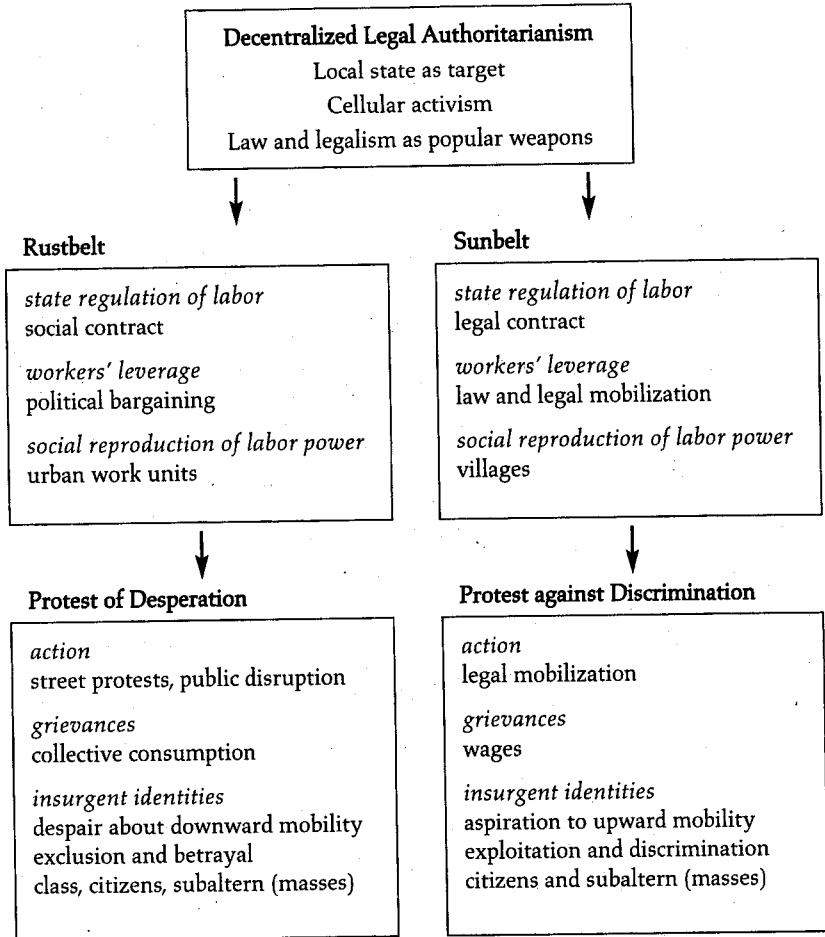 Decentralized Legal Authoritarianism
Local state as target
Cellular activism
Law and legalism as popular weapons
Rustbelt
state regulation of labor
social contract
workers' leverage
political bargaining
social reproduction of labor power
urban work units
Protest of Desperation
action
street protests, public disruption
grievances
collective consumption
insurgent identities
despair about downward mobility
exclusion and betrayal
class, citizens, subaltern (masses)
Sunbelt
state regulation of labor
legal contract
workers' leverage
law and legal mobilization
social reproduction of labor power
villages
Protest against Discrimination
action
legal mobilization
grievances
wages
insurgent identities
aspiration to upward mobility
exploitation and discrimination
citizens and subaltern (masses)